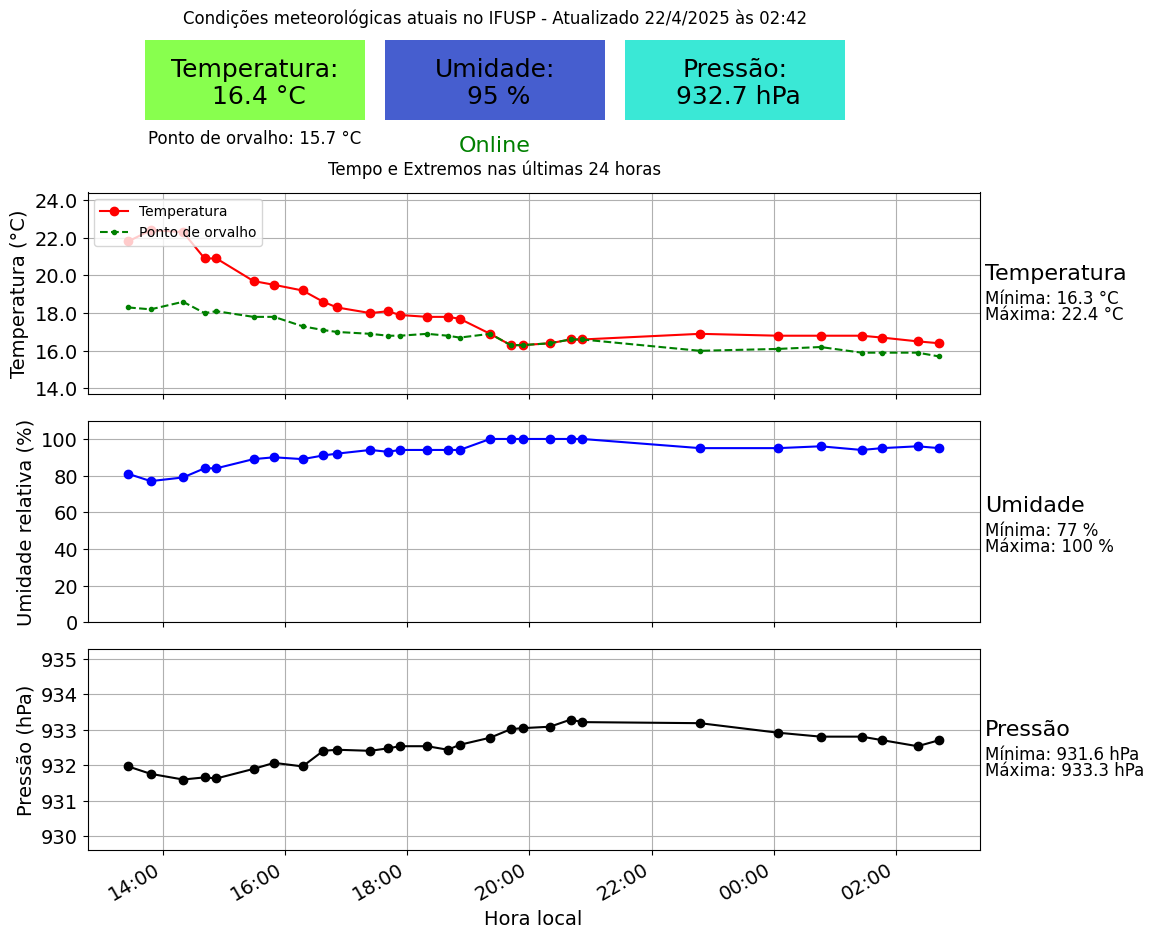 Condições meteorológicas atuais no IFUSP - Atualizado 22/4/2025 às 02:42
Temperatura:
16.4 °C
Umidade:
95 %
Pressão:
932.7 hPa
Ponto de orvalho: 15.7 °C
Online
Tempo e Extremos nas últimas 24 horas
Temperatura (°C)
24.0
22.0
20.0
18.0
16.0
14.0
Temperatura
Ponto de orvalho
Temperatura
Mínima: 16.3 °C
Máxima: 22.4 °C
Umidade relativa (%)
100
80
60
40
20
0
Umidade
Mínima: 77 %
Máxima: 100 %
Pressão (hPa)
935
934
933
932
931
930
Pressão
Mínima: 931.6 hPa
Máxima: 933.3 hPa
14:00
16:00
18:00
20:00
22:00
00:00
02:00
Hora local